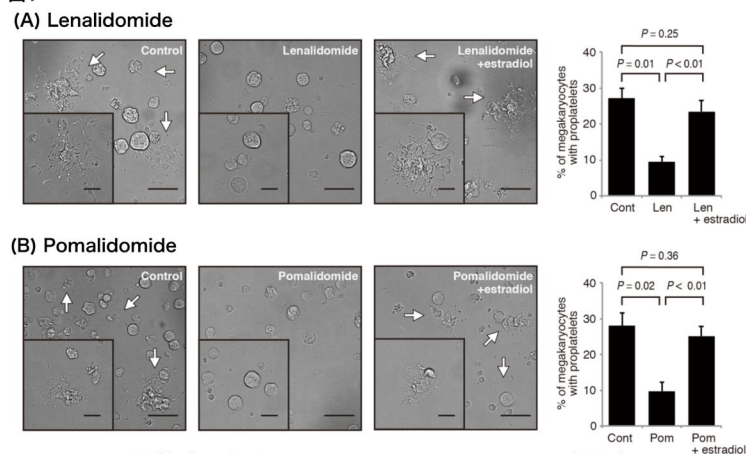 (A) Lenalidomide
Control
Lenalidomide
Lenalidomide
+estradiol
P = 0.25
P = 0.01
P < 0.01
% of megakaryocytes
with proplatelets
40
30
20
10
0
Cont
Len
Len
+ estradiol
(B) Pomalidomide
Control
Pomalidomide
Pomalidomide
+estradiol
P = 0.36
P = 0.02
P < 0.01
% of megakaryocytes
with proplatelets
40
30
20
10
0
Cont
Pom
Pom
+ estradiol